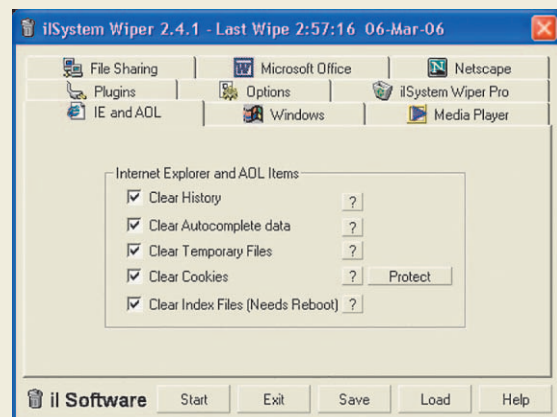 ilSystem Wiper 2.4.1 - Last Wipe 2:57:16 06-Mar-06
File Sharing Microsoft Office Netscape
Plugins Options ilSystem Wiper Pro
IE and AOL Windows Media Player
Internet Explorer and AOL Items
Clear History ?
Clear Autocomplete data ?
Clear Temporary Files ?
Clear Cookies ? Protect
Clear Index Files (Needs Reboot) ?
il Software Start Exit Save Load Help